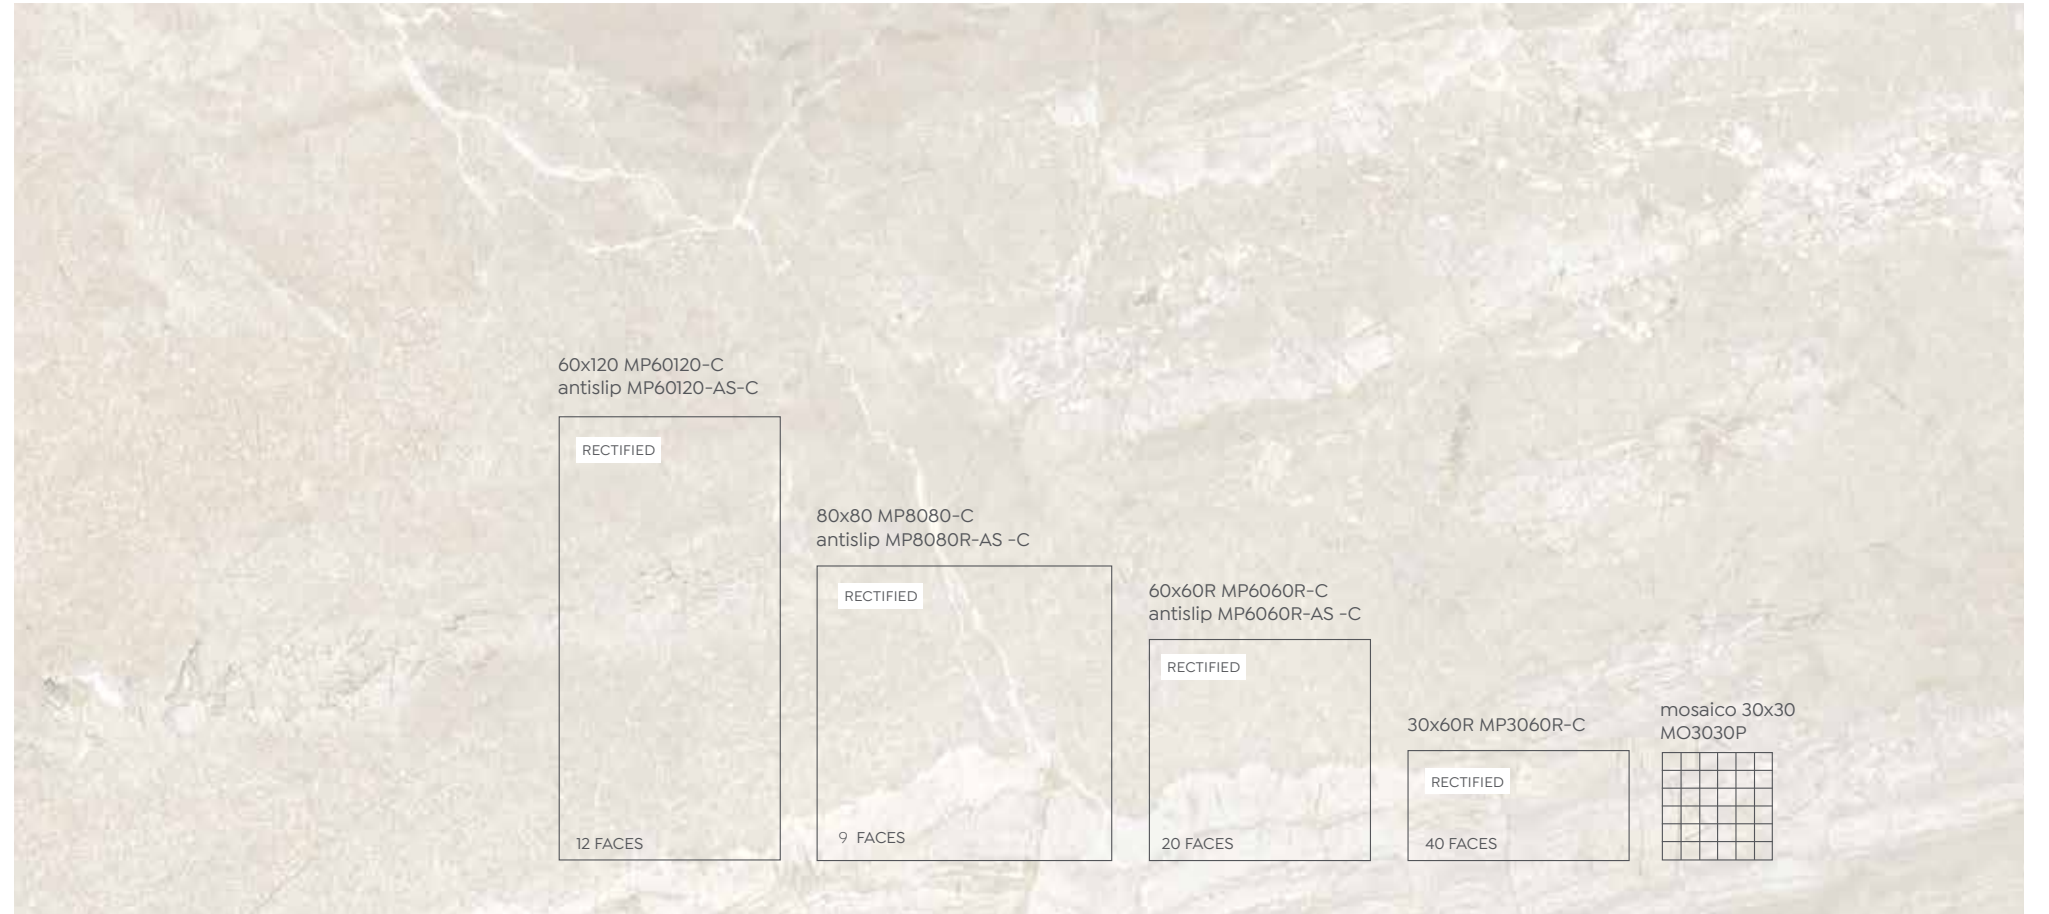 60x120 MP60120-C
antislip MP60120-AS-C
RECTIFIED
12 FACES
80x80 MP8080-C
antislip MP8080R-AS -C
RECTIFIED
9 FACES
60x60R MP6060R-C
antislip MP6060R-AS -C
RECTIFIED
20 FACES
30x60R MP3060R-C
RECTIFIED
40 FACES
mosaico 30x30
MO3030P